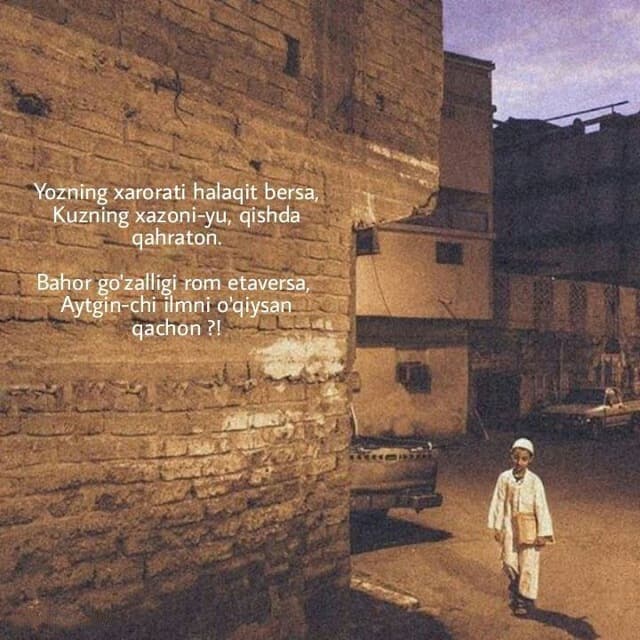 Yozning xarorati halaqit bersa,
Kuzning xazoni-yu, qishda
qahraton.
Bahor go'zalligi rom etaversa,
Aytgin-chi ilmni o'qiysan
qachon ?!